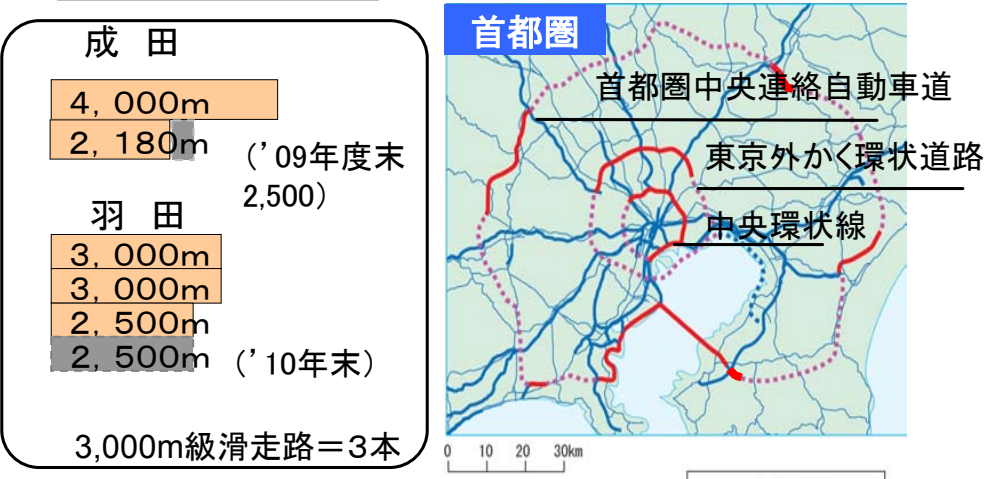 成 田
4,000m
2,180m
('09年度末
2,500)
羽 田
3,000m
3,000m
2,500m
2,500m
('10年末)
3,000m級滑走路=3本
首都圏
首都圏中央連絡自動車道
東京外かく環状道路
中央環状線
0 10 20 30km